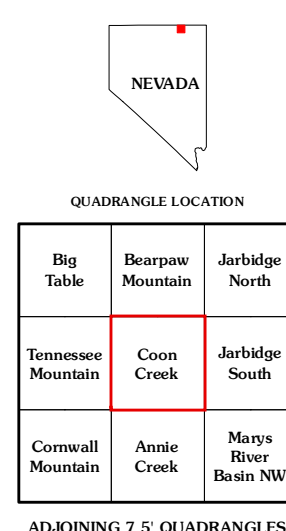 NEVADA
QUADRANGLE LOCATION
Big
Table
Bearpaw
Mountain
Jarbidge
North
Tennessee
Mountain
Coon
Creek
Jarbidge
South
Cornwall
Mountain
Annie
Creek
Marys
River
Basin NW
ADJOINING 7.5' QUADRANGLES